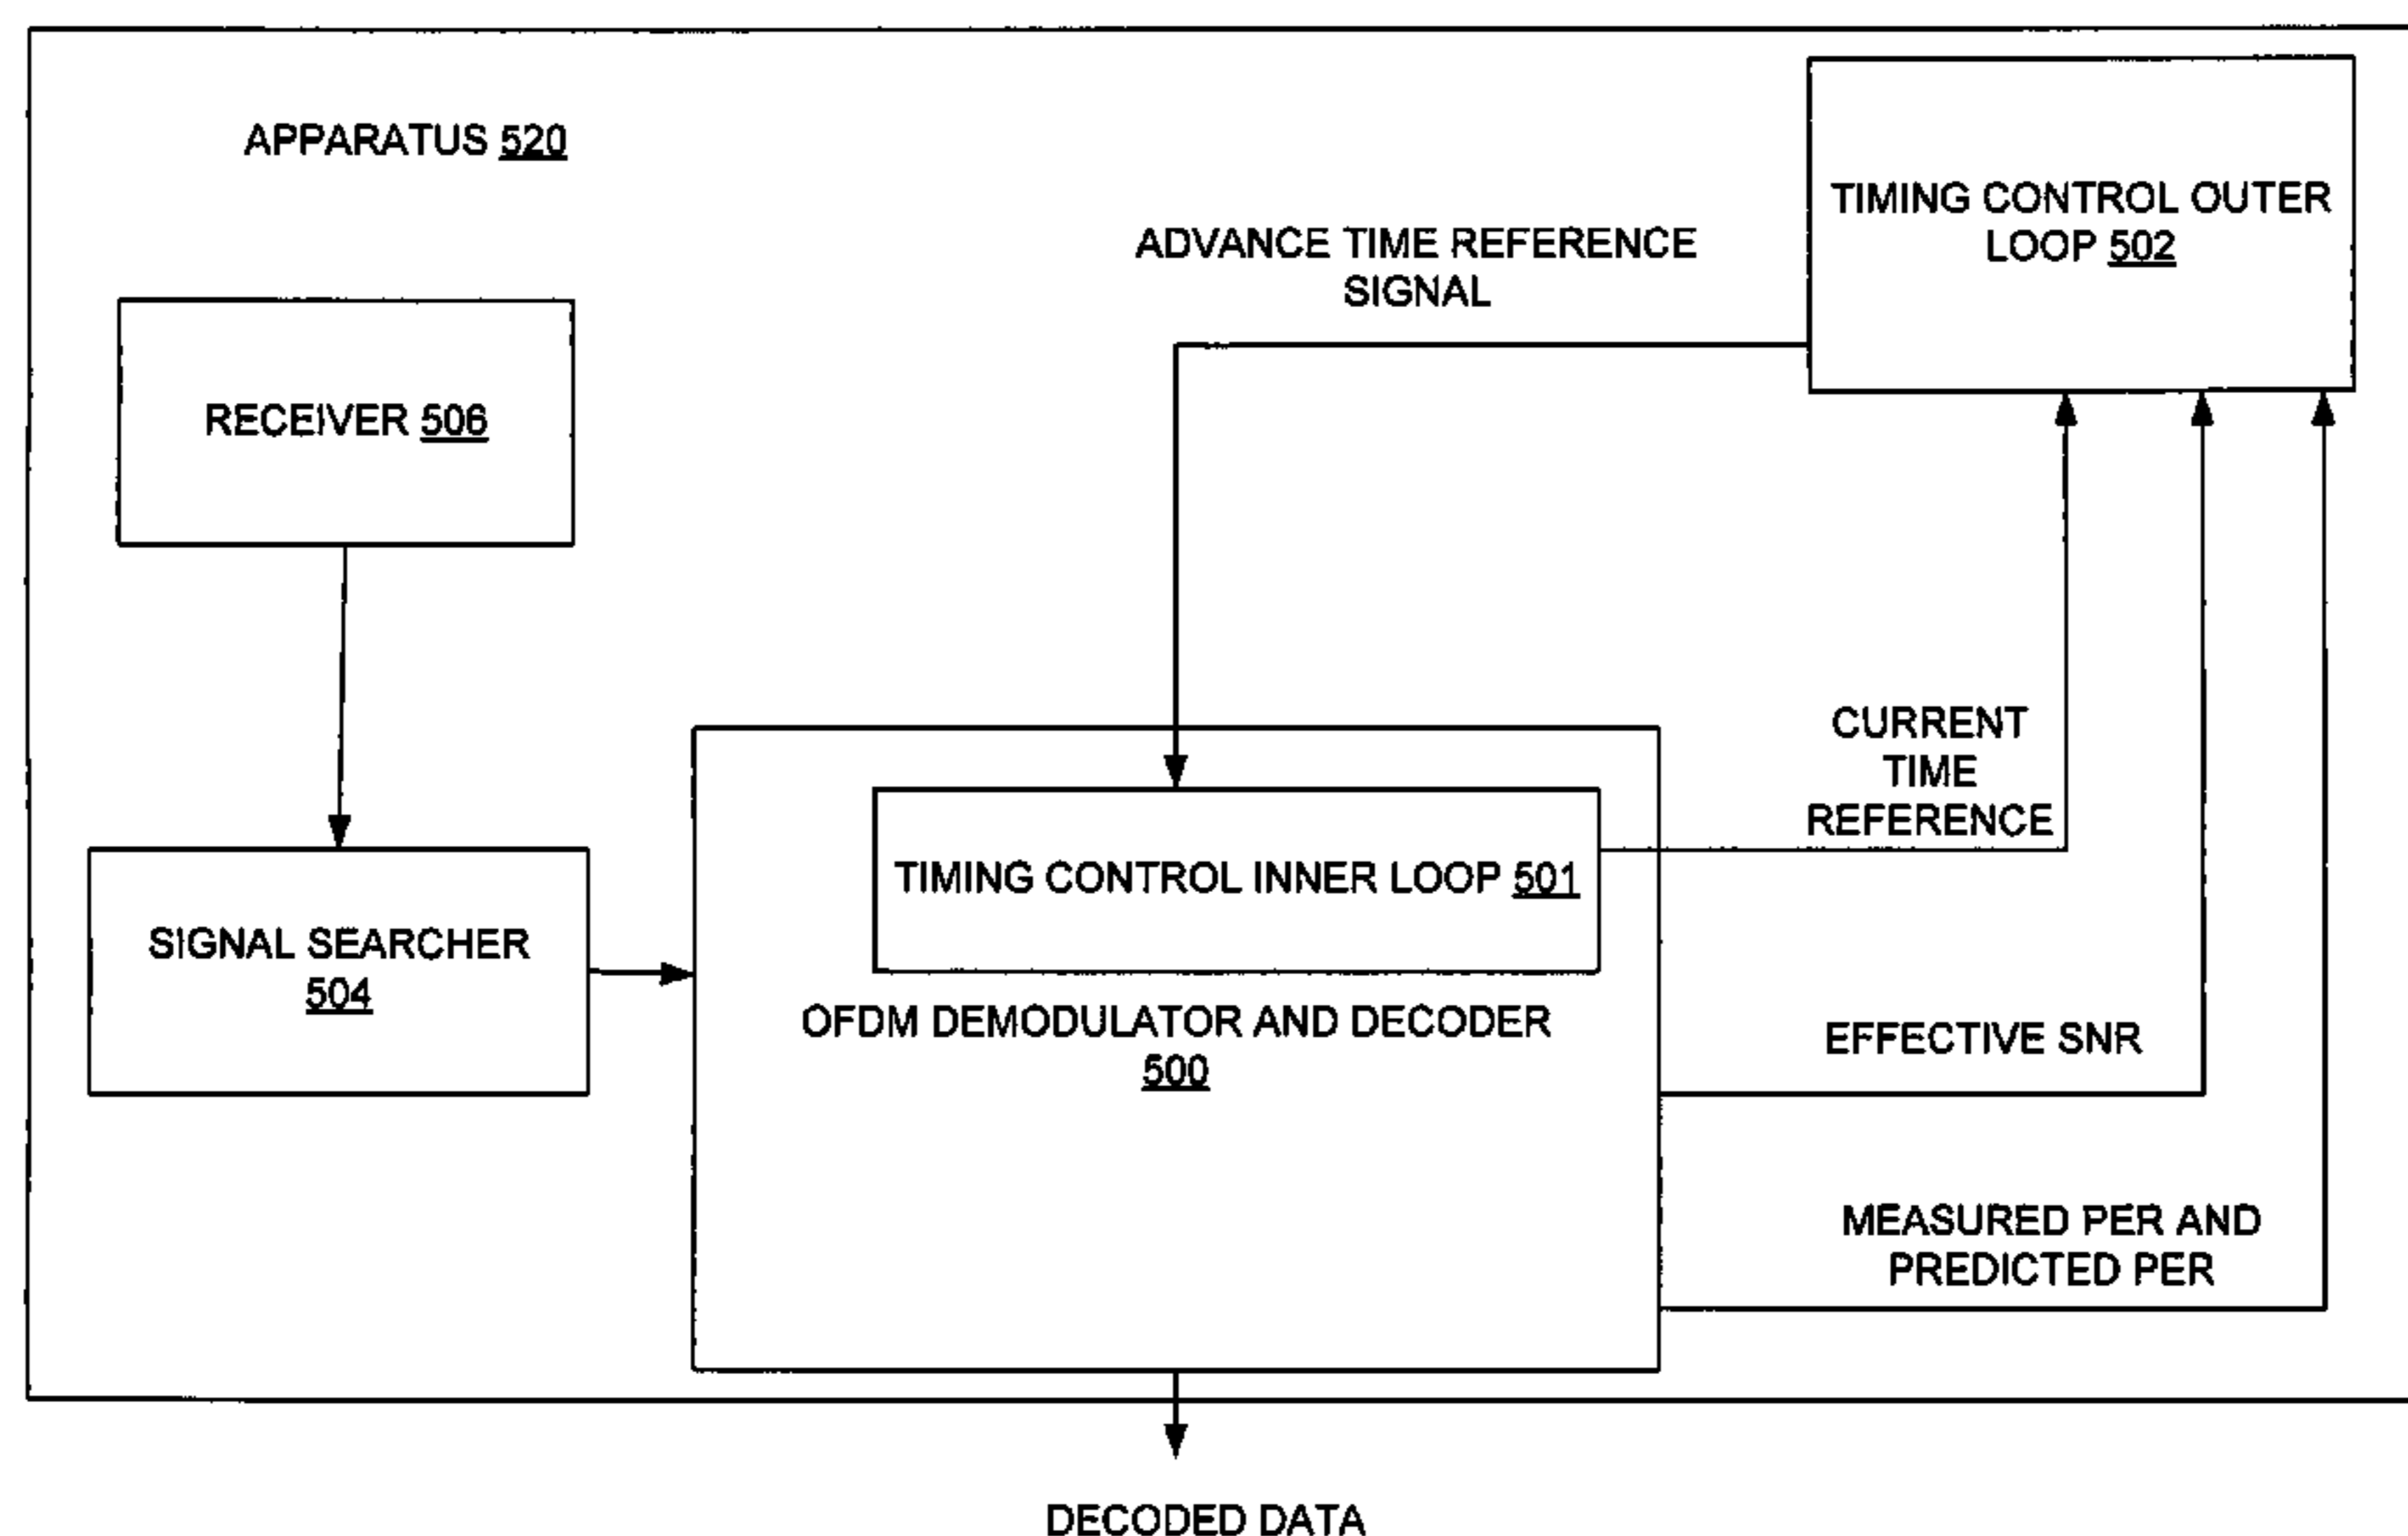 APPARATUS 520
TIMING CONTROL OUTER
LOOP 502
ADVANCE TIME REFERENCE
SIGNAL
RECEIVER 506
CURRENT
TIME
REFERENCE
TIMING CONTROL INNER LOOP 501
SIGNAL SEARCHER
504
OFDM DEMODULATOR AND DECODER
500
EFFECTIVE SNR
MEASURED PER AND
PREDICTED PER
DECODED DATA